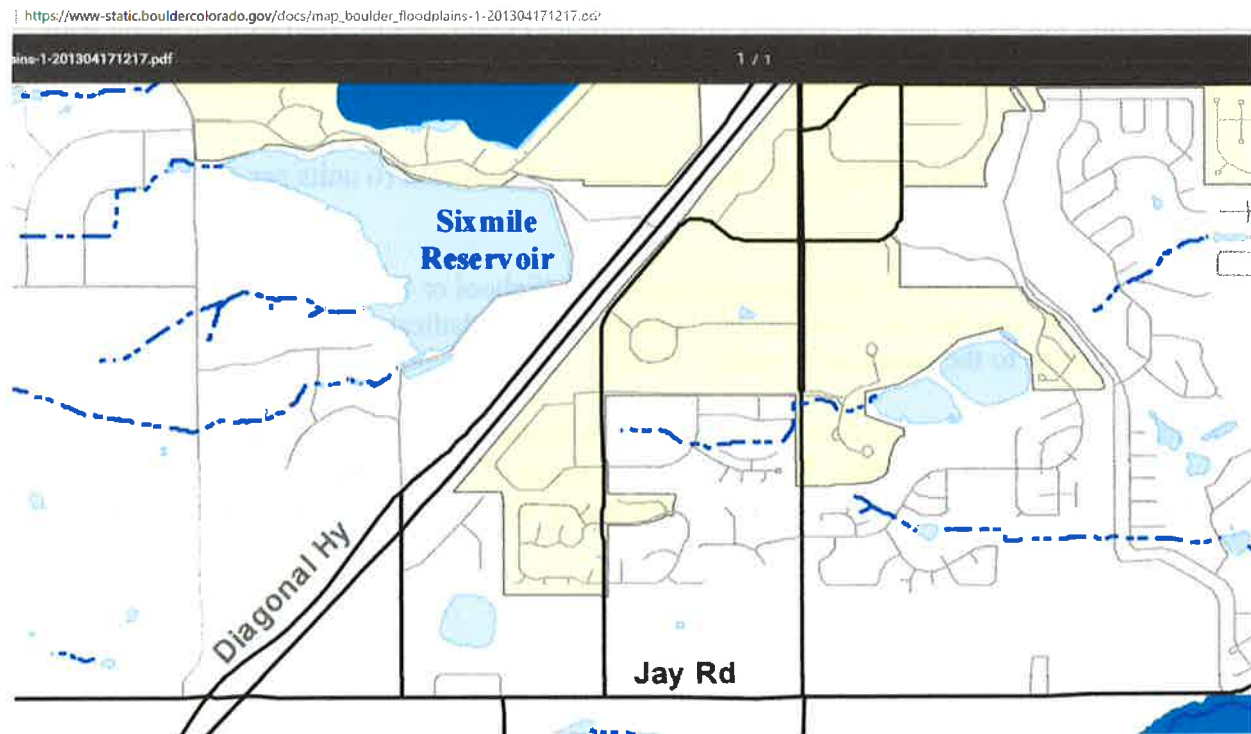 https://www-static.bouldercolorado.gov/docs/map_boulder_floodplains-1-201304171217.pdf
ains-1-201304171217.pdf
1 / 1
Sixmile
Reservoir
Diagonal Hy
Jay Rd